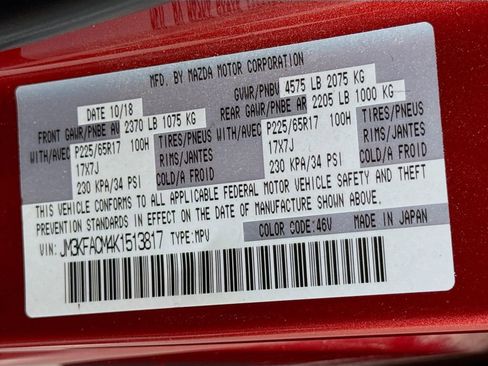 MFD. BY MAZDA MOTOR CORPORATION
DATE 10/18 GVWR/PNBV 4575 LB 2075 KG
FRONT GAWR/PNBE AV 2370 LB 1075 KG REAR GAWR/PNBE AR 2205 LB 1000 KG
WITH/AVEC P225/65R17 100H TIRES/PNEUS WITH/AVEC P225/65R17 100H TIRES/PNEUS
17X7J RIMS/JANTES 17X7J RIMS/JANTES
230 KPA/34 PSI COLD/A FROID 230 KPA/34 PSI COLD/A FROID
THIS VEHICLE CONFORMS TO ALL APPLICABLE FEDERAL MOTOR VEHICLE SAFETY AND THEFT
PREVENTION STANDARDS IN EFFECT ON THE DATE OF MANUFACTURE SHOWN ABOVE.
VIN: JM3KFACM4K1513817 TYPE:MPV COLOR CODE:46V MADE IN JAPAN